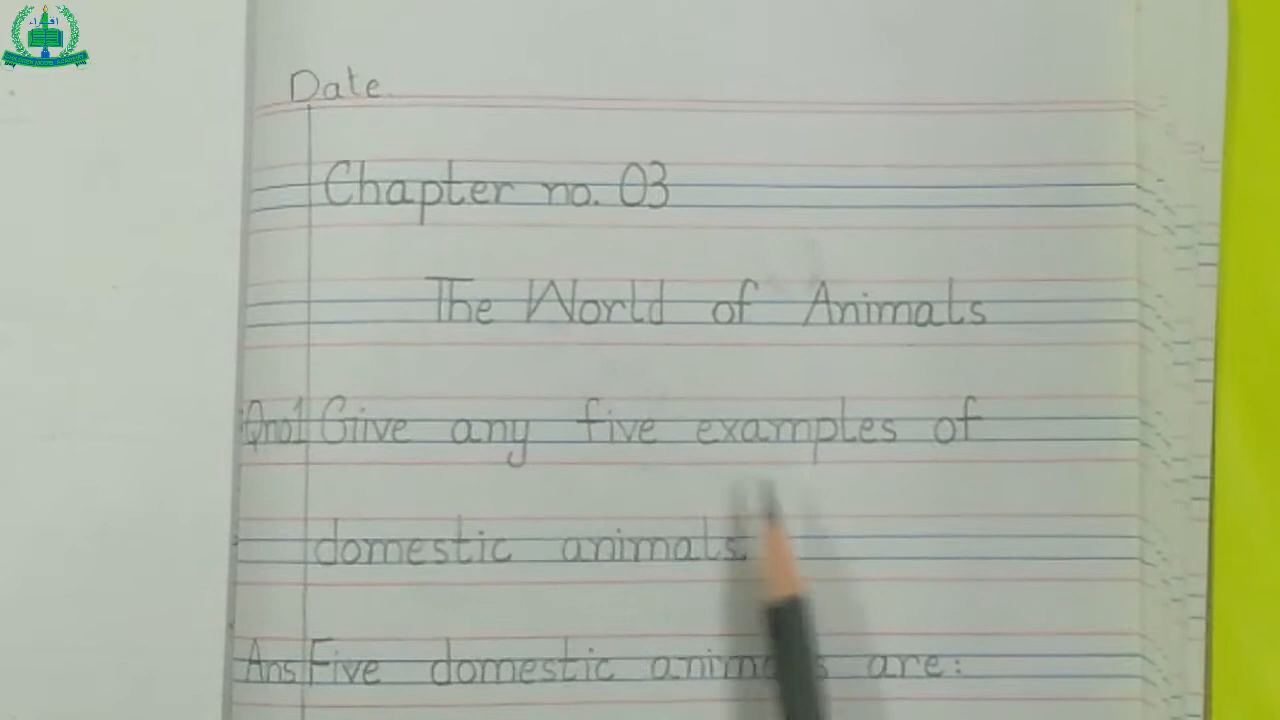 Date
Chapter no. 03
The World of Animals
Qno1 Give any five examples of
domestic animals.
Ans Five domestic animals are: